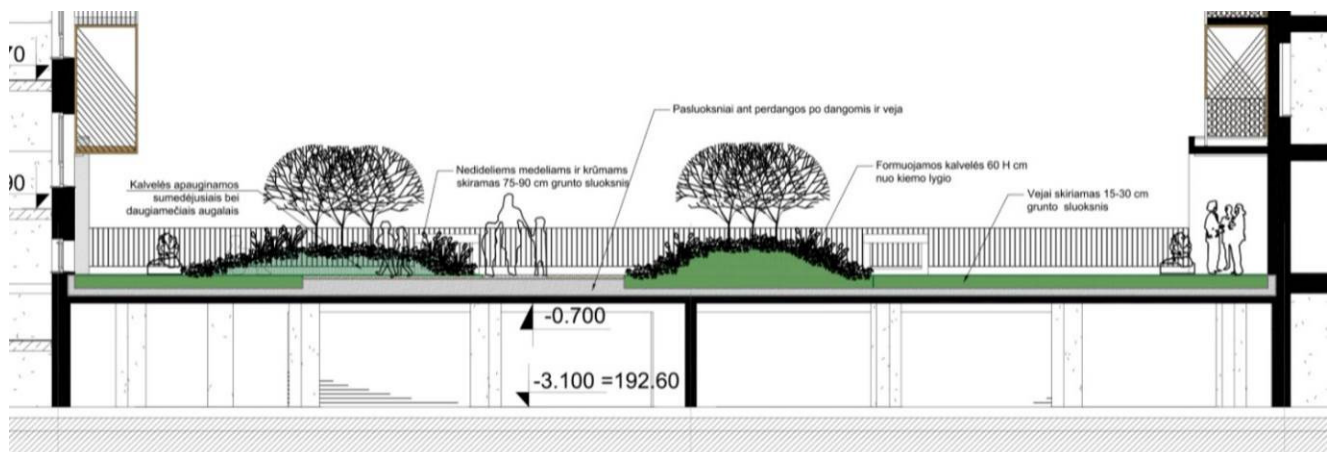 70
Pasluoksniai ant perdangos po dangomis ir veja
Nedideliems medeliams ir krūmams
skiramas 75-90 cm grunto sluoksnis
Formuojamos kalvelės 60 H cm
nuo kiemo lygio
90
Kalvelės apauginamos
sumedėjusiais bei
daugiamečiais augalais
Vejai skiriamas 15-30 cm
grunto sluoksnis
-0.700
-3.100 =192.60